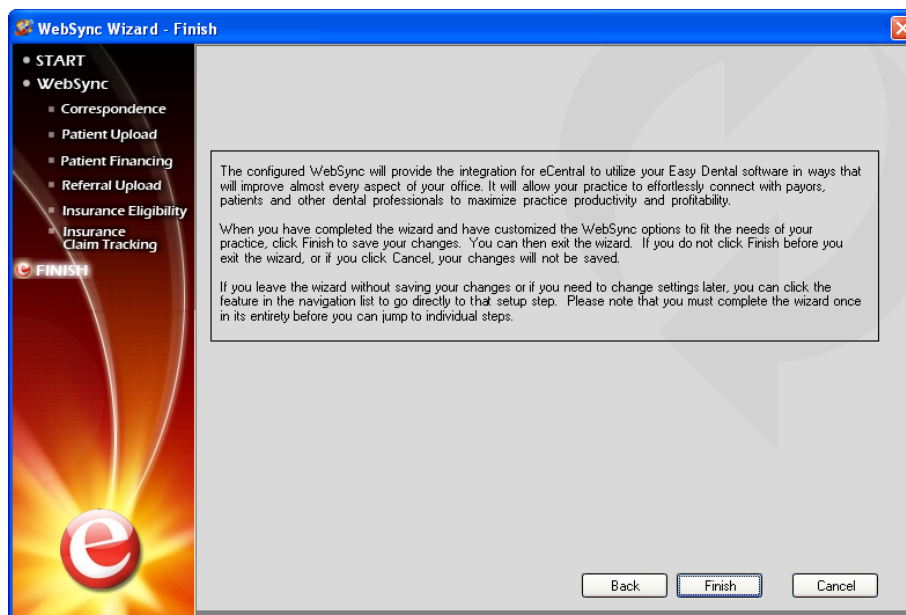 WebSync Wizard - Finish
START
WebSync
Correspondence
Patient Upload
Patient Financing
Referral Upload
Insurance Eligibility
Insurance
Claim Tracking
FINISH
The configured WebSync will provide the integration for eCentral to utilize your Easy Dental software in ways that
will improve almost every aspect of your office. It will allow your practice to effortlessly connect with payors,
patients and other dental professionals to maximize practice productivity and profitability.
When you have completed the wizard and have customized the WebSync options to fit the needs of your
practice, click Finish to save your changes. You can then exit the wizard. If you do not click Finish before you
exit the wizard, or if you click Cancel, your changes will not be saved.
If you leave the wizard without saving your changes or if you need to change settings later, you can click the
feature in the navigation list to go directly to that setup step. Please note that you must complete the wizard once
in its entirety before you can jump to individual steps.
e
Back Finish Cancel